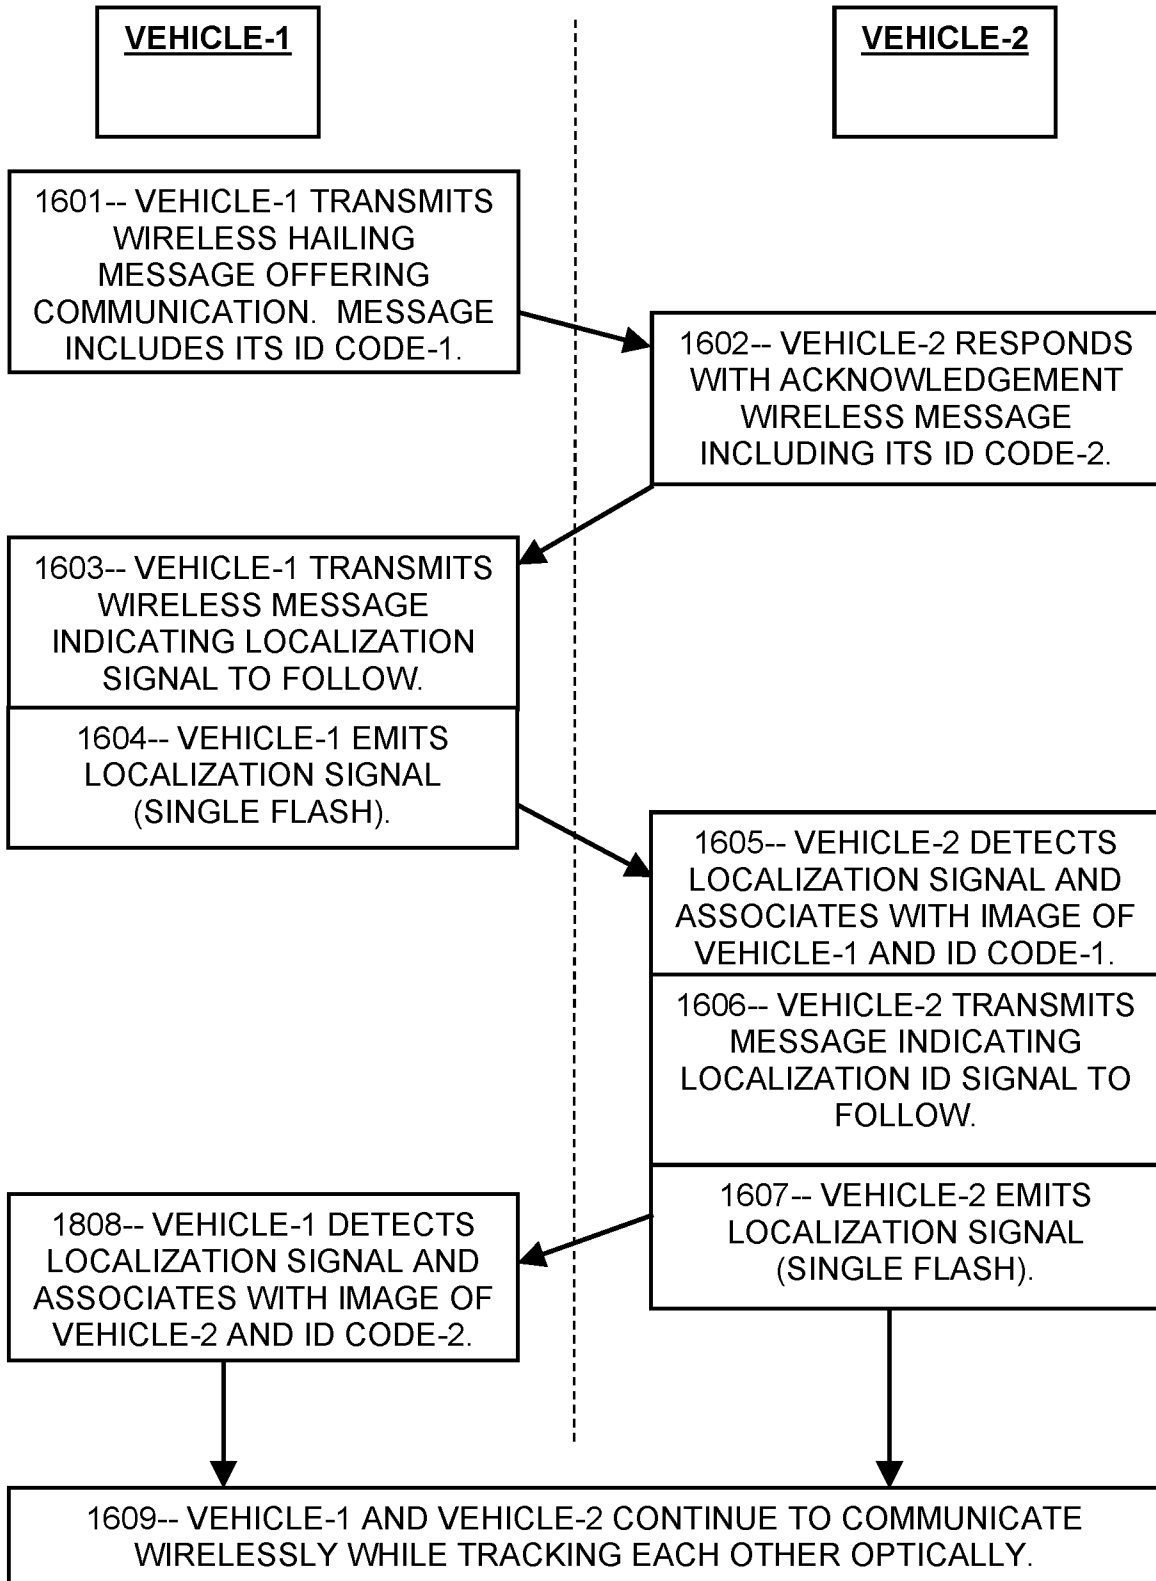 VEHICLE-1
VEHICLE-2
1601-- VEHICLE-1 TRANSMITS
WIRELESS HAILING
MESSAGE OFFERING
COMMUNICATION.  MESSAGE
INCLUDES ITS ID CODE-1.
1602-- VEHICLE-2 RESPONDS
WITH ACKNOWLEDGEMENT
WIRELESS MESSAGE
INCLUDING ITS ID CODE-2.
1603-- VEHICLE-1 TRANSMITS
WIRELESS MESSAGE
INDICATING LOCALIZATION
SIGNAL TO FOLLOW.
1604-- VEHICLE-1 EMITS
LOCALIZATION SIGNAL
(SINGLE FLASH).
1605-- VEHICLE-2 DETECTS
LOCALIZATION SIGNAL AND
ASSOCIATES WITH IMAGE OF
VEHICLE-1 AND ID CODE-1.
1606-- VEHICLE-2 TRANSMITS
MESSAGE INDICATING
LOCALIZATION ID SIGNAL TO
FOLLOW.
1607-- VEHICLE-2 EMITS
LOCALIZATION SIGNAL
(SINGLE FLASH).
1808-- VEHICLE-1 DETECTS
LOCALIZATION SIGNAL AND
ASSOCIATES WITH IMAGE OF
VEHICLE-2 AND ID CODE-2.
1609-- VEHICLE-1 AND VEHICLE-2 CONTINUE TO COMMUNICATE
WIRELESSLY WHILE TRACKING EACH OTHER OPTICALLY.